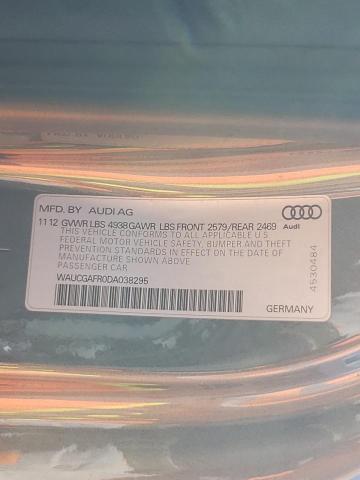 MFD. BY AUDI AG
11 12 GVWR LBS 4938 GAWR LBS FRONT 2579/REAR 2469
THIS VEHICLE CONFORMS TO ALL APPLICABLE U.S.
FEDERAL MOTOR VEHICLE SAFETY, BUMPER AND THEFT
PREVENTION STANDARDS IN EFFECT ON THE DATE OF
MANUFACTURE SHOWN ABOVE.
PASSENGER CAR
WAUCGAFR0DA038295
GERMANY
Audi
4530484